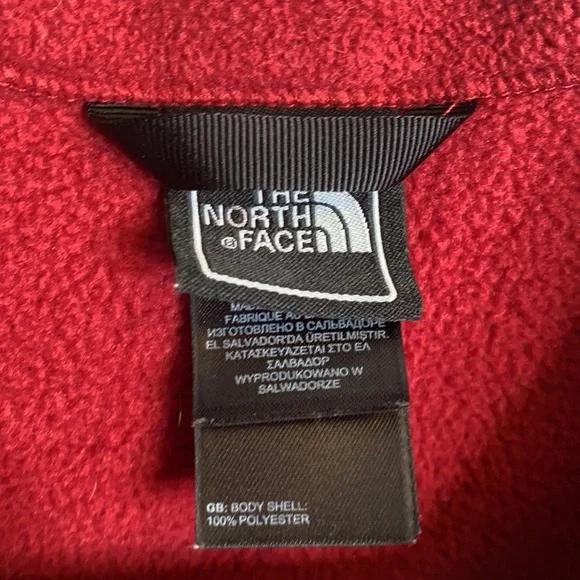 THE
NORTH
®FACE
FABRIQUE AU
ИЗГОТОВЛЕНО В САЛЬВАДОРЕ
EL SALVADOR'DA ÜRETILMIŞTIR.
ΚΑΤΑΣΚΕΥΑΖΕΤΑΙ ΣΤΟ ΕΛ
ΣΑΛΒΑΔΟΡ
WYPRODUKOWANO W
SALWADORZE
GB: BODY SHELL:
100% POLYESTER